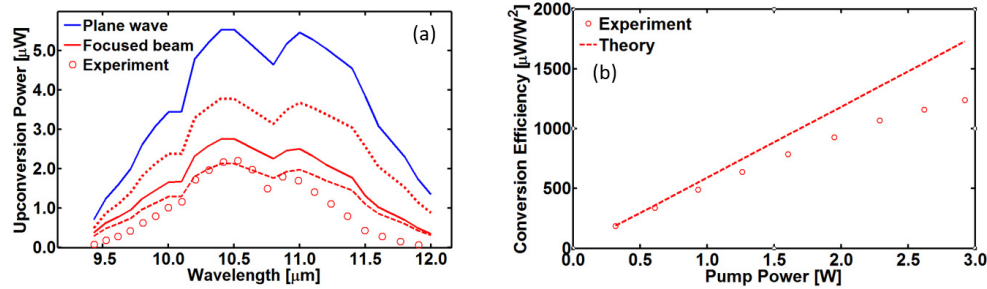 Plane wave
Focused beam
Experiment
(a)
Upconversion Power [μW]
5.0
4.0
3.0
2.0
1.0
0.0
9.5 10.0 10.5 11.0 11.5 12.0
Wavelength [μm]
Experiment
Theory
(b)
Conversion Efficiency [μW/W²]
2000
1500
1000
500
0
0.0 0.5 1.0 1.5 2.0 2.5 3.0
Pump Power [W]